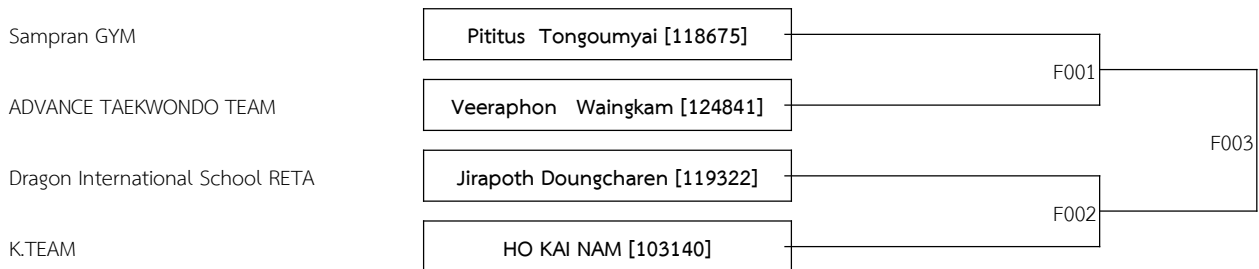 Sampran GYM Pititus Tongoumyai [118675]
F001
ADVANCE TAEKWONDO TEAM Veeraphon Waingkam [124841]
F003
Dragon International School RETA Jirapoth Doungcharen [119322]
F002
K.TEAM HO KAI NAM [103140]